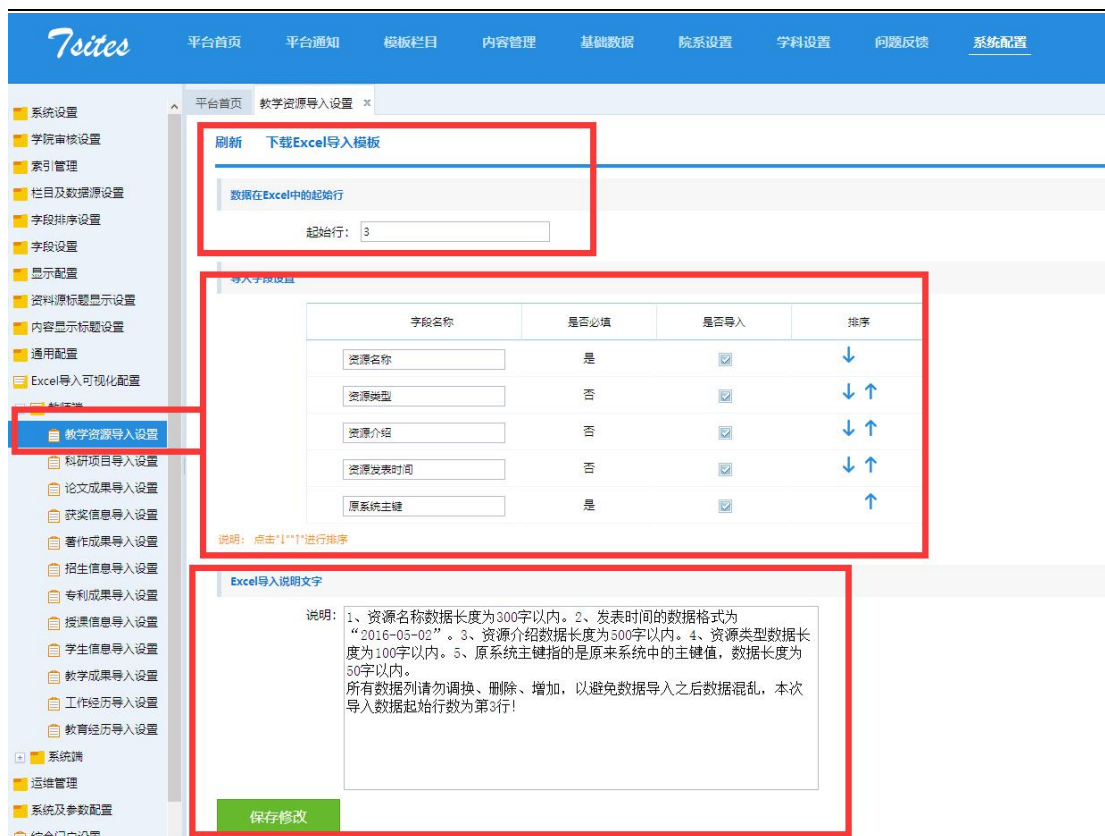 7sites
平台首页 平台通知 模板栏目 内容管理 基础数据 院系设置 学科设置 问题反馈 系统配置
平台首页 教学资源导入设置 ×
系统设置
学院审核设置
索引管理
栏目及数据源设置
字段排序设置
字段设置
显示配置
资料源标题显示设置
内容显示标题设置
通用配置
Excel导入可视化配置
教师端
教学资源导入设置
科研项目导入设置
论文成果导入设置
获奖信息导入设置
著作成果导入设置
招生信息导入设置
专利成果导入设置
授课信息导入设置
学生信息导入设置
教学成果导入设置
工作经历导入设置
教育经历导入设置
系统端
运维管理
系统及参数配置
综合门户设置
刷新 下载Excel导入模板
数据在Excel中的起始行
起始行： 3
导入字段设置
字段名称 是否必填 是否导入 排序
资源名称 是 ↓
资源类型 否 ↓ ↑
资源介绍 否 ↓ ↑
资源发表时间 否 ↓ ↑
原系统主键 是 ↑
说明： 点击"↓""↑"进行排序
Excel导入说明文字
说明： 1、资源名称数据长度为300字以内。2、发表时间的数据格式为
“2016-05-02”。3、资源介绍数据长度为500字以内。4、资源类型数据长
度为100字以内。5、原系统主键指的是原来系统中的主键值，数据长度为
50字以内。
所有数据列请勿调换、删除、增加，以避免数据导入之后数据混乱，本次
导入数据起始行数为第3行!
保存修改